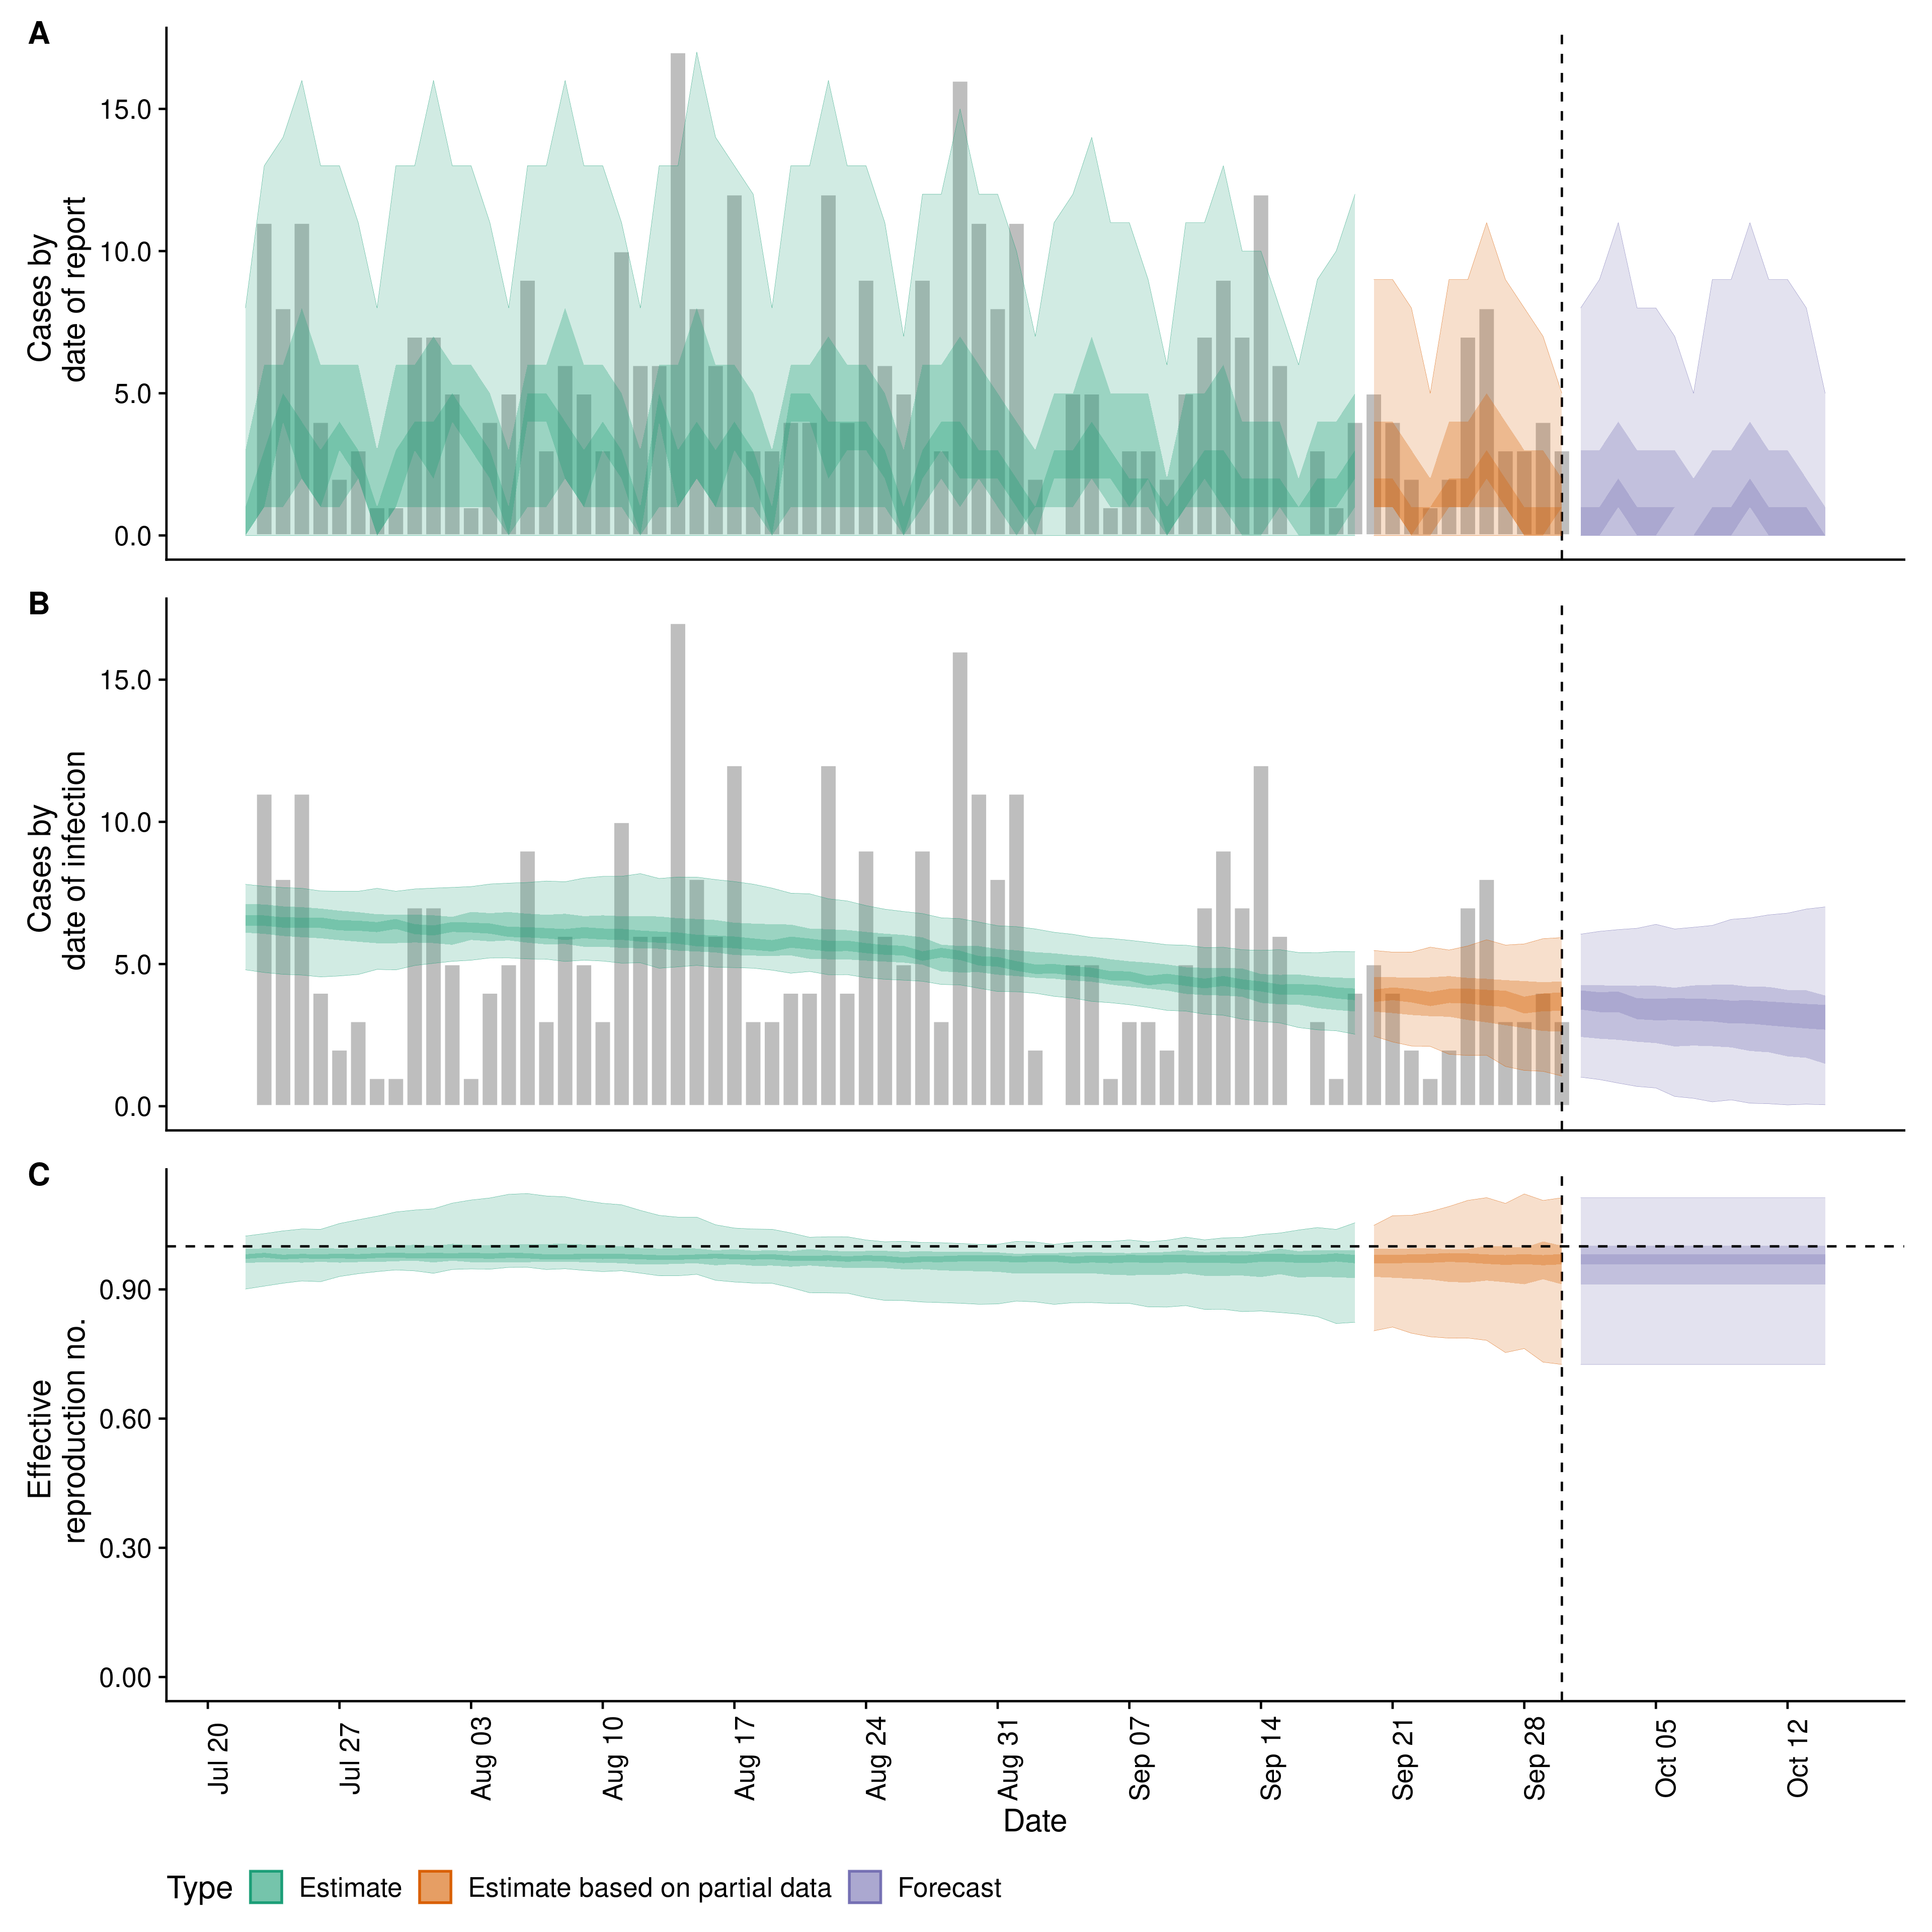 A
Cases by
date of report
15.0
10.0
5.0
0.0
B
Cases by
date of infection
15.0
10.0
5.0
0.0
C
Effective
reproduction no.
0.90
0.60
0.30
0.00
Jul 20
Jul 27
Aug 03
Aug 10
Aug 17
Aug 24
Aug 31
Sep 07
Sep 14
Sep 21
Sep 28
Oct 05
Oct 12
Date
Type Estimate Estimate based on partial data Forecast